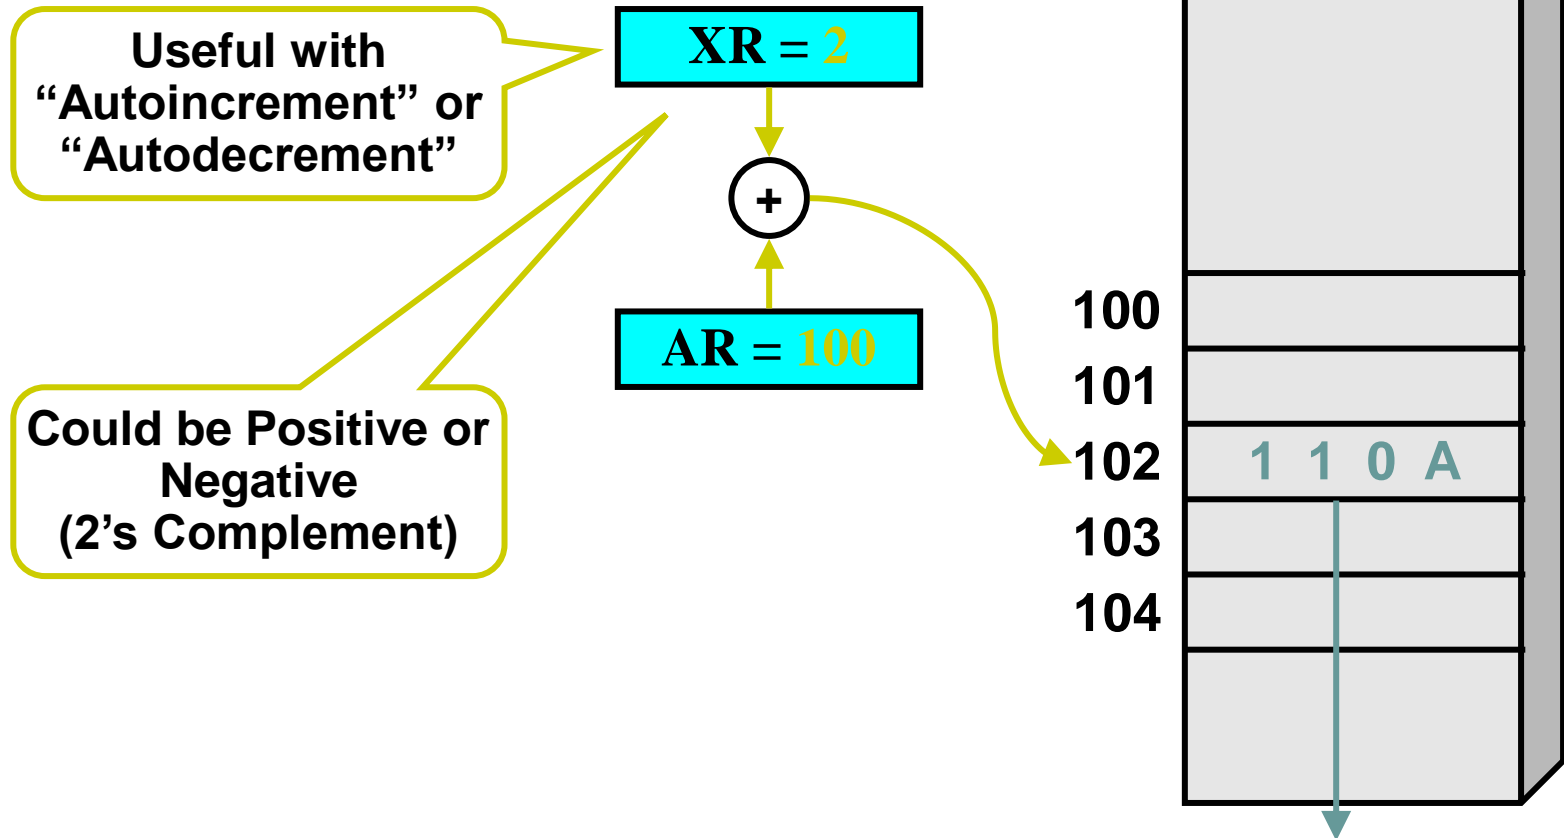 Useful with
“Autoincrement” or
“Autodecrement”
XR = 2
+
AR = 100
Could be Positive or
Negative
(2’s Complement)
100
101
102 1 1 0 A
103
104